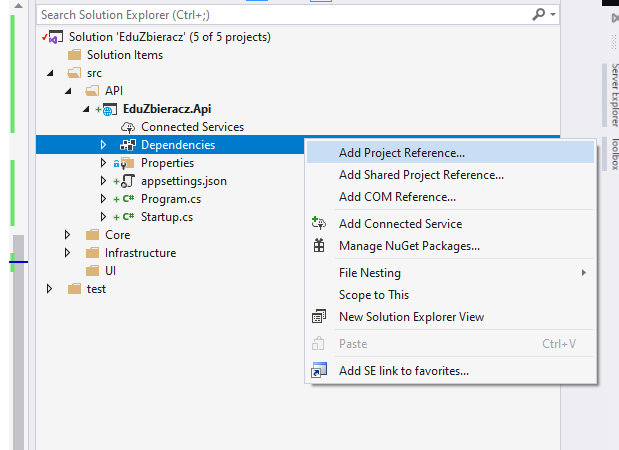 Search Solution Explorer (Ctrl+;)
Solution 'EduZbieracz' (5 of 5 projects)
Solution Items
src
API
EduZbieracz.Api
Connected Services
Dependencies
Properties
appsettings.json
Program.cs
Startup.cs
Core
Infrastructure
UI
test
Add Project Reference...
Add Shared Project Reference...
Add COM Reference...
Add Connected Service
Manage NuGet Packages...
File Nesting
Scope to This
New Solution Explorer View
Paste Ctrl+V
Add SE link to favorites...
Server Explorer
Toolbox